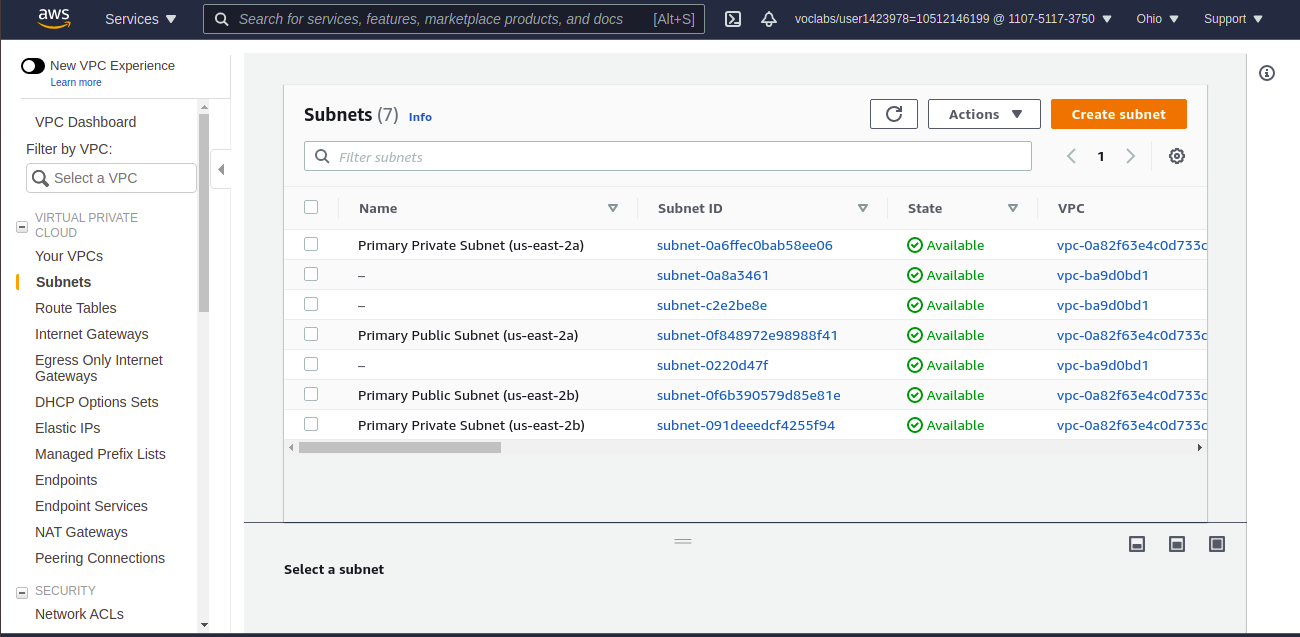 aws Services Search for services, features, marketplace products, and docs [Alt+S] voclabs/user1423978=10512146199 @ 1107-5117-3750 Ohio Support
New VPC Experience
Learn more
VPC Dashboard
Filter by VPC:
Select a VPC
VIRTUAL PRIVATE
CLOUD
Your VPCs
Subnets
Route Tables
Internet Gateways
Egress Only Internet
Gateways
DHCP Options Sets
Elastic IPs
Managed Prefix Lists
Endpoints
Endpoint Services
NAT Gateways
Peering Connections
SECURITY
Network ACLs
Subnets (7) Info Actions Create subnet
Filter subnets 1
Name Subnet ID State VPC
Primary Private Subnet (us-east-2a) subnet-0a6ffec0bab58ee06 Available vpc-0a82f63e4c0d733c
– subnet-0a8a3461 Available vpc-ba9d0bd1
– subnet-c2e2be8e Available vpc-ba9d0bd1
Primary Public Subnet (us-east-2a) subnet-0f848972e98988f41 Available vpc-0a82f63e4c0d733c
– subnet-0220d47f Available vpc-ba9d0bd1
Primary Public Subnet (us-east-2b) subnet-0f6b390579d85e81e Available vpc-0a82f63e4c0d733c
Primary Private Subnet (us-east-2b) subnet-091deeedcf4255f94 Available vpc-0a82f63e4c0d733c
Select a subnet